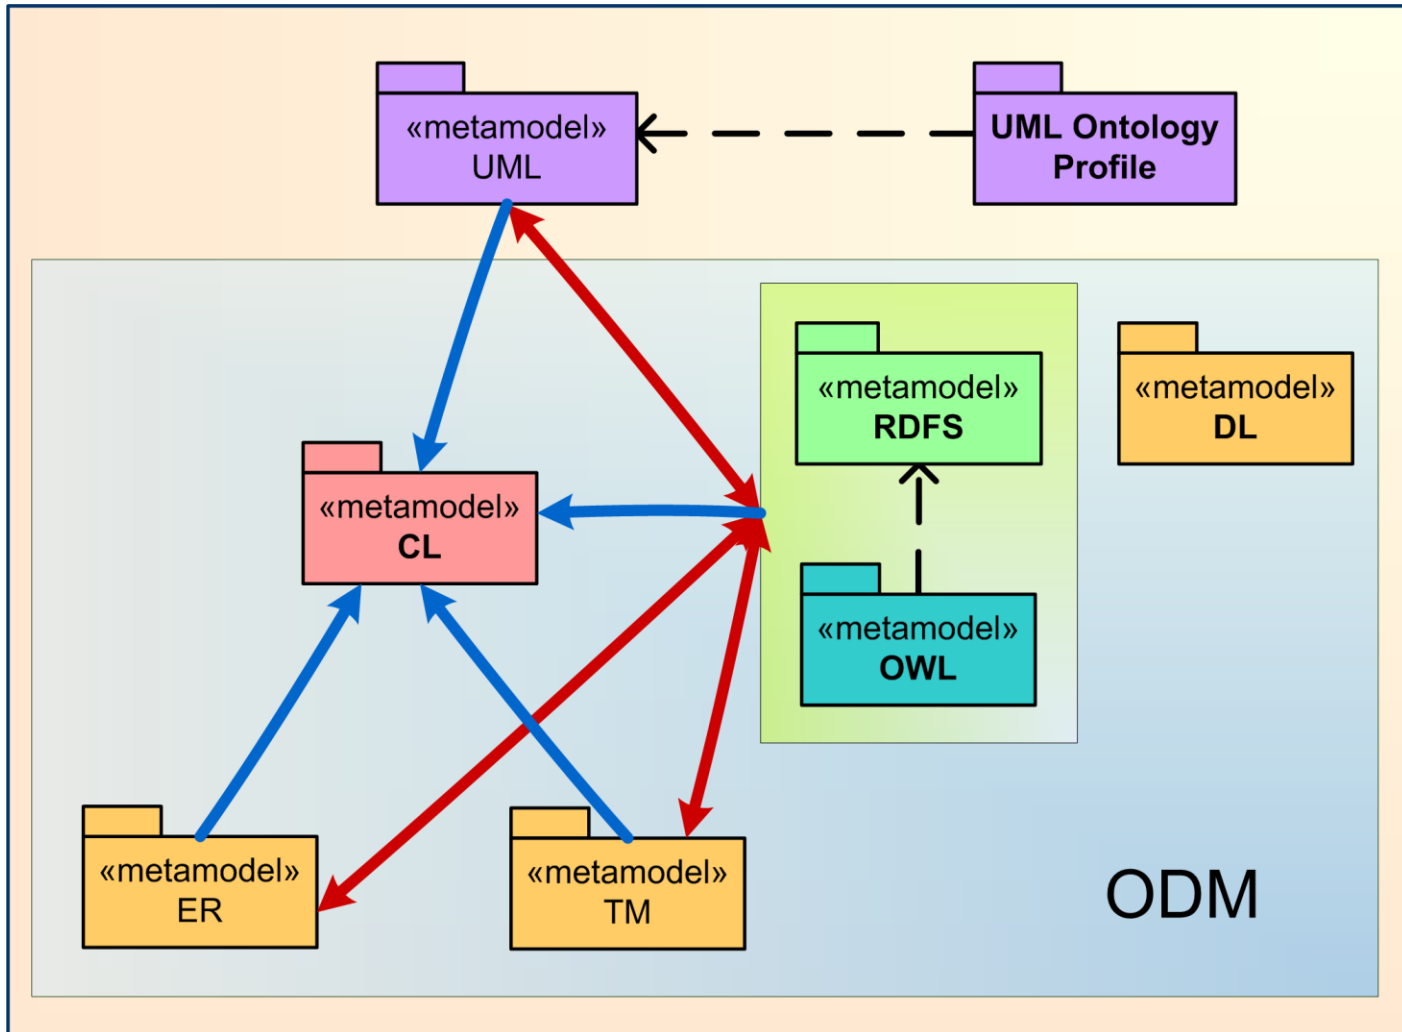 «metamodel»
UML
UML Ontology
Profile
«metamodel»
RDFS
«metamodel»
DL
«metamodel»
CL
«metamodel»
OWL
«metamodel»
ER
«metamodel»
TM
ODM